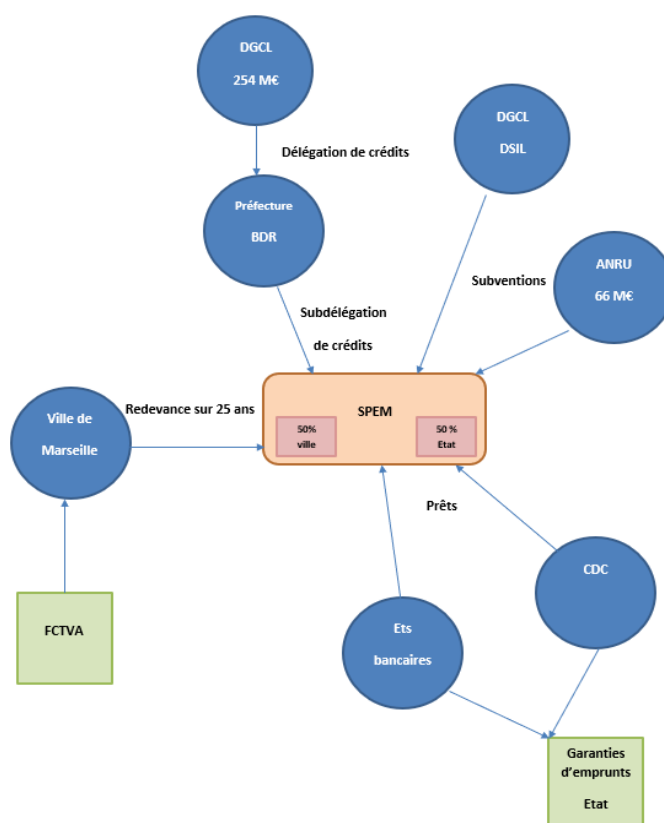 DGCL
254 M€
DGCL
DSIL
Délégation de crédits
Préfecture
BDR
ANRU
66 M€
Subventions
Subdélégation
de crédits
Ville de
Marseille
Redevance sur 25 ans
SPEM
50%
ville
50 %
Etat
Prêts
CDC
FCTVA
Ets
bancaires
Garanties
d'emprunts
Etat